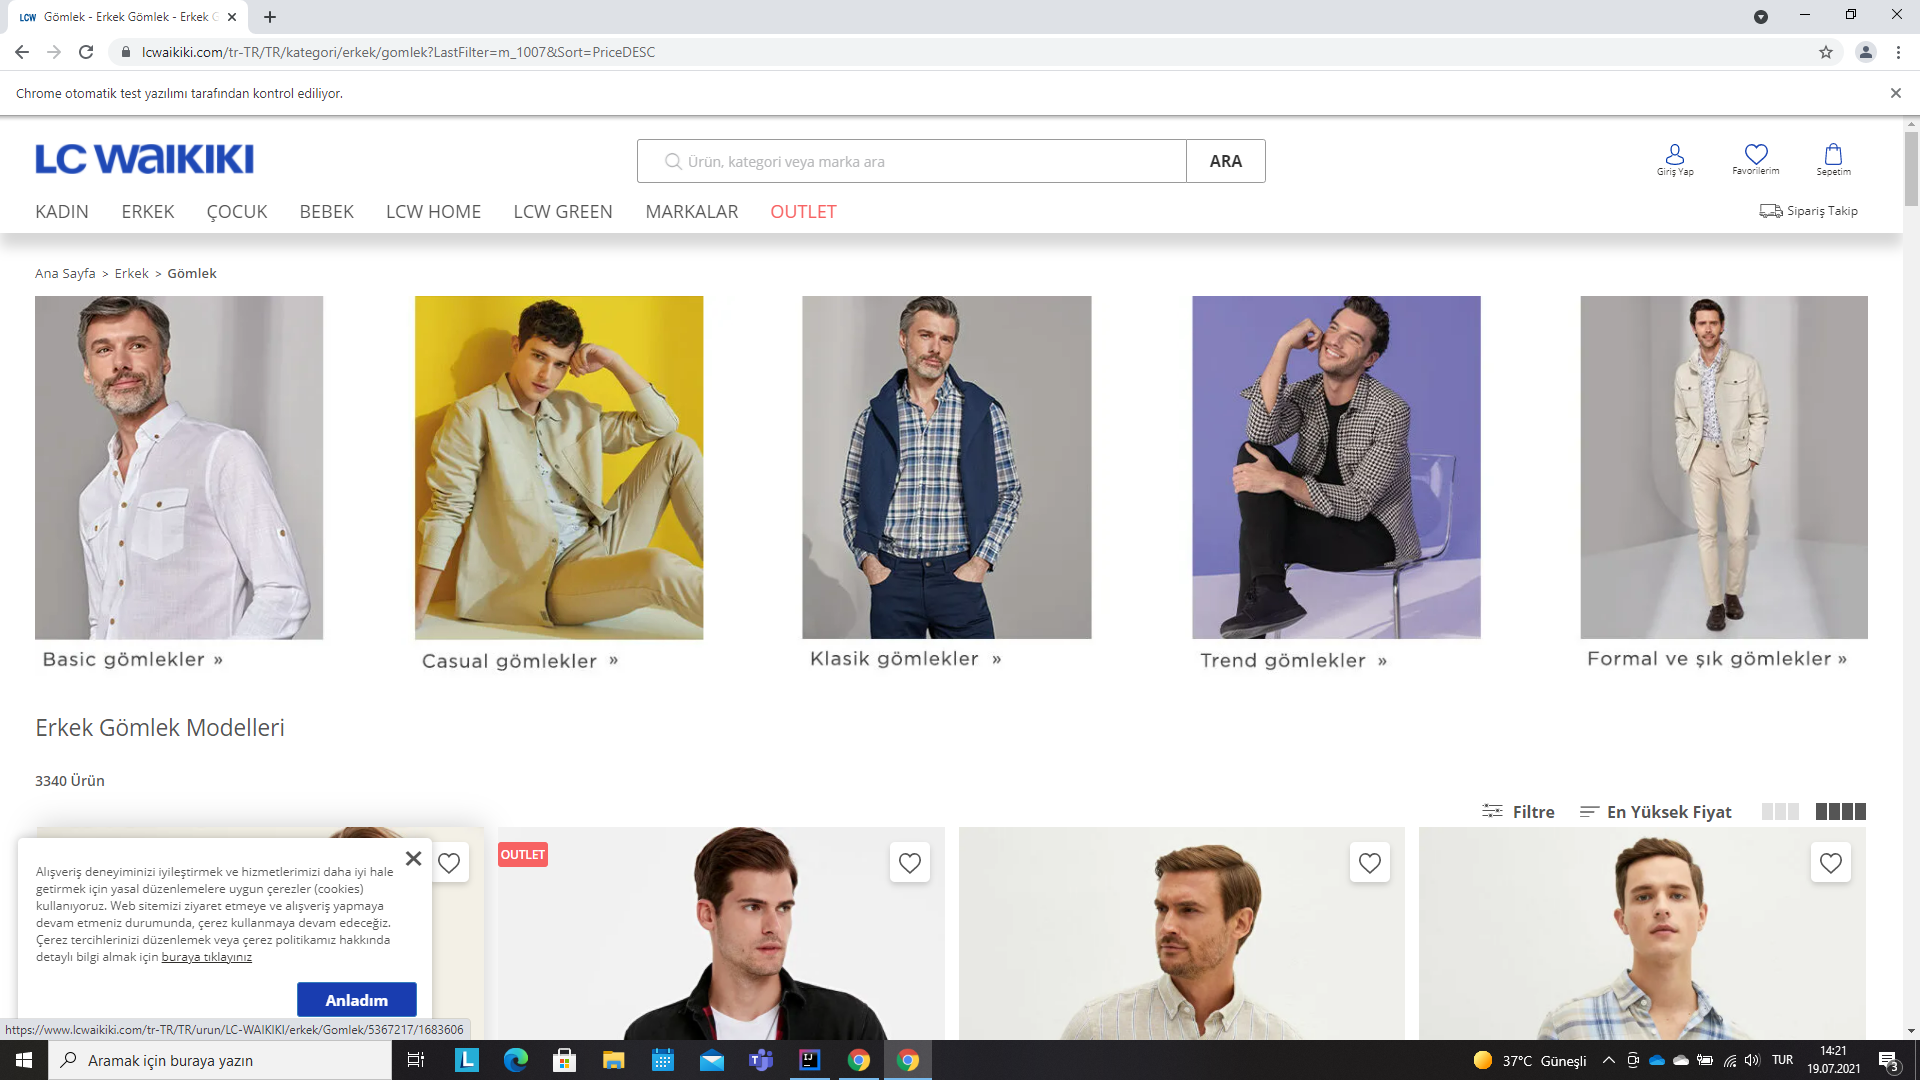 LCW Gömlek - Erkek Gömlek - Erkek G
lcwaikiki.com/tr-TR/TR/kategori/erkek/gomlek?LastFilter=m_1007&Sort=PriceDESC
Chrome otomatik test yazılımı tarafından kontrol ediliyor.
LC WAIKIKI
Ürün, kategori veya marka ara
ARA
Giriş Yap
Favorilerim
Sepetim
KADIN ERKEK ÇOCUK BEBEK LCW HOME LCW GREEN MARKALAR OUTLET
Sipariş Takip
Ana Sayfa > Erkek > Gömlek
Basic gömlekler »
Casual gömlekler »
Klasik gömlekler »
Trend gömlekler »
Formal ve şık gömlekler »
Erkek Gömlek Modelleri
3340 Ürün
Filtre
En Yüksek Fiyat
OUTLET
Alışveriş deneyiminizi iyileştirmek ve hizmetlerimizi daha iyi hale
getirmek için yasal düzenlemelere uygun çerezler (cookies)
kullanıyoruz. Web sitemizi ziyaret etmeye ve alışveriş yapmaya
devam etmeniz durumunda, çerez kullanmaya devam edeceğiz.
Çerez tercihlerinizi düzenlemek veya çerez politikamız hakkında
detaylı bilgi almak için buraya tıklayınız
Anladım
https://www.lcwaikiki.com/tr-TR/TR/urun/LC-WAIKIKI/erkek/Gomlek/5367217/1683606
Aramak için buraya yazın
L
IJ
37°C Güneşli
TUR
14:21
19.07.2021
3